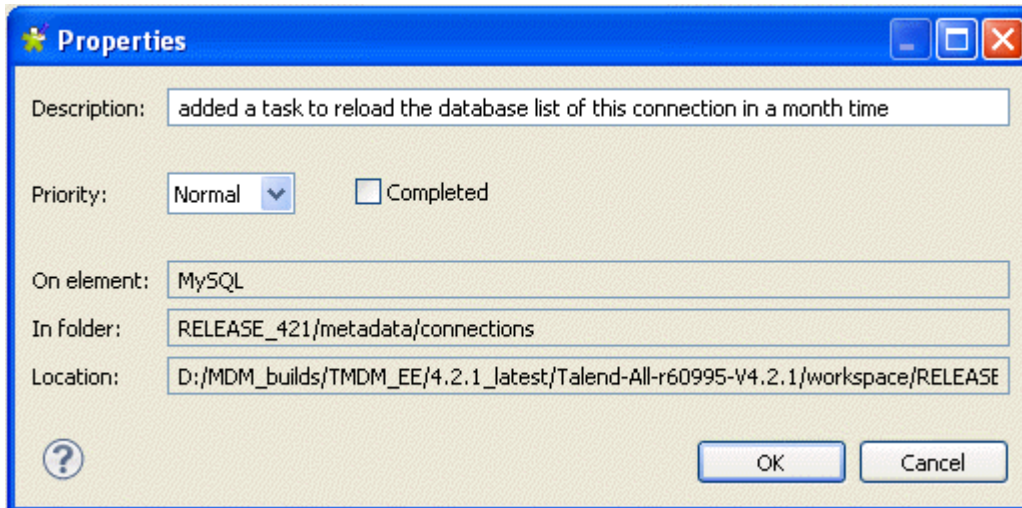 Properties
Description: added a task to reload the database list of this connection in a month time
Priority: Normal Completed
On element: MySQL
In folder: RELEASE_421/metadata/connections
Location: D:/MDM_builds/TMDM_EE/4.2.1_latest/Talend-All-r60995-V4.2.1/workspace/RELEASE
? OK Cancel